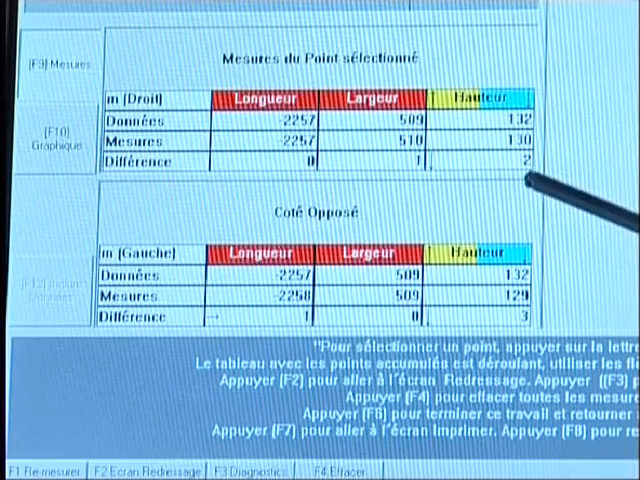 Mesures du Point sélectionné
[F9] Mesures
m (Droit) Longueur Largeur Hauteur
Données -2257 509 132
[F10] Graphique
Mesures -2257 510 130
Différence 0 1 2
Coté Opposé
m (Gauche) Longueur Largeur Hauteur
Données -2257 509 132
Mesures -2258 509 129
Différence 1 0 3
"Pour sélectionner un point, appuyer sur la lettre
Le tableau avec les points accumulés est déroulant, utiliser les
Appuyer (F2) pour aller à l'écran Redressage. Appuyer ((F3)
Appuyer (F4) pour effacer toutes les mesure
Appuyer (F6) pour terminer ce travail et retourner
Appuyer (F7) pour aller à l'écran Imprimer. Appuyer (F8) pour re
F1 Re mesurer F2 Ecran Redressage F3 Diagnostics F4 Effacer